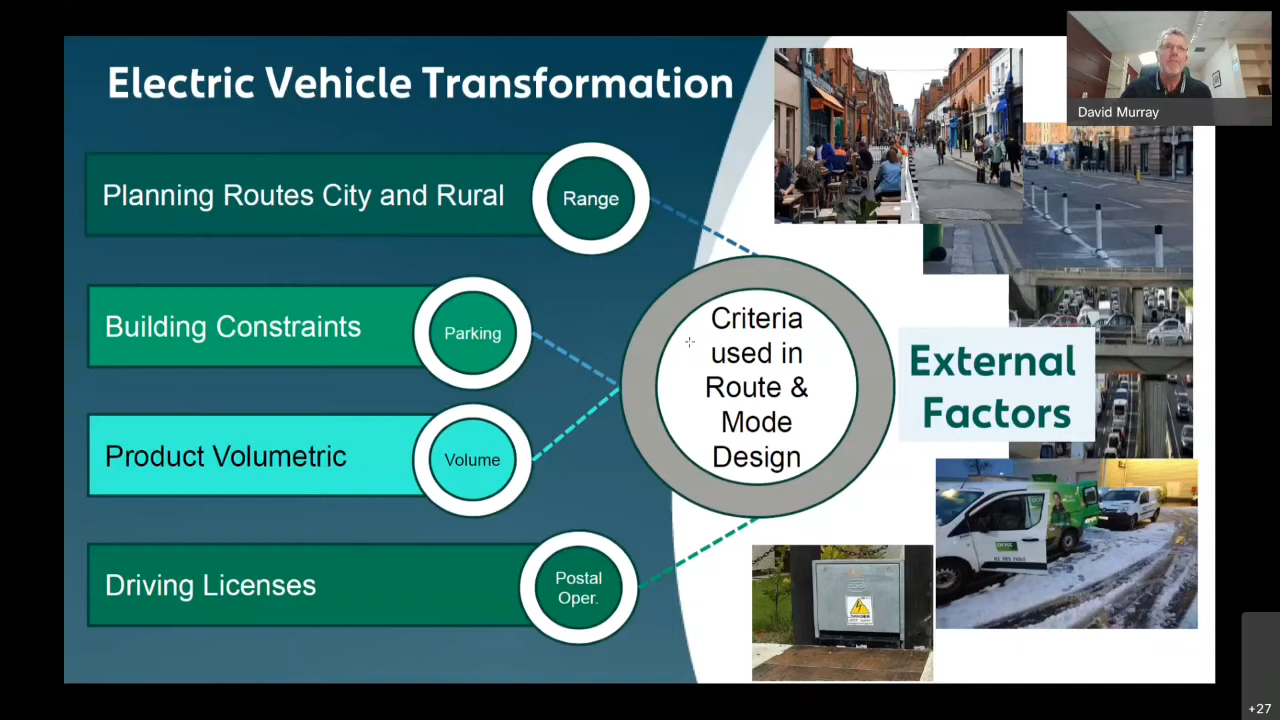 Electric Vehicle Transformation
David Murray
Planning Routes City and Rural
Range
Building Constraints
Parking
Product Volumetric
Volume
Driving Licenses
Postal
Oper.
Criteria
used in
Route &
Mode
Design
External
Factors
DANGER
+27